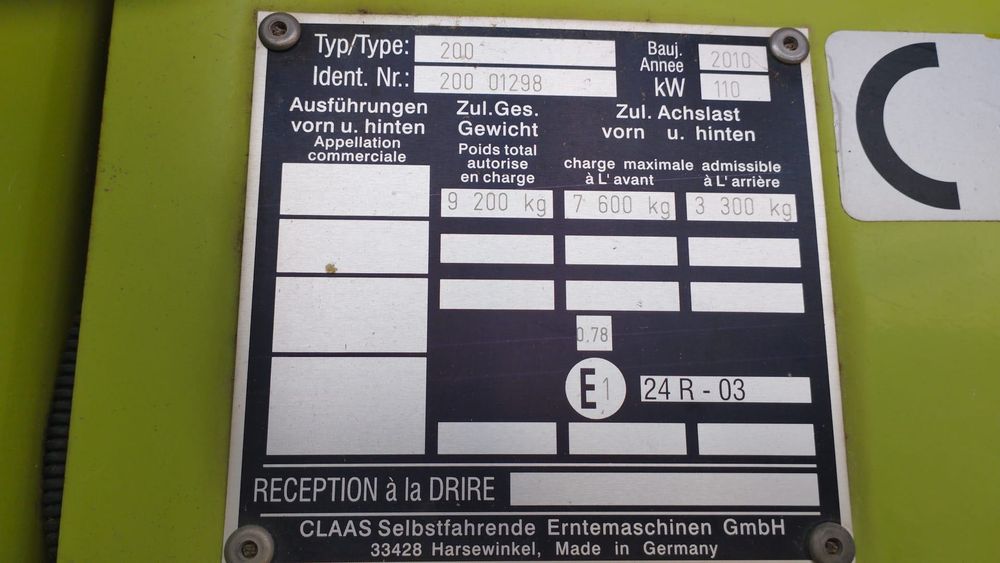 Typ/Type: 200
Bauj. Annee 2010
Ident. Nr.: 200 01298
kW 110
Ausführungen
vorn u. hinten
Appellation
commerciale
Zul.Ges.
Gewicht
Poids total
autorise
en charge
Zul. Achslast
vorn u. hinten
charge maximale admissible
à L' avant à L' arrière
9 200 kg 7 600 kg 3 300 kg
0,78
E 1 24 R - 03
RECEPTION à la DRIRE
CLAAS Selbstfahrende Erntemaschinen GmbH
33428 Harsewinkel, Made in Germany
C